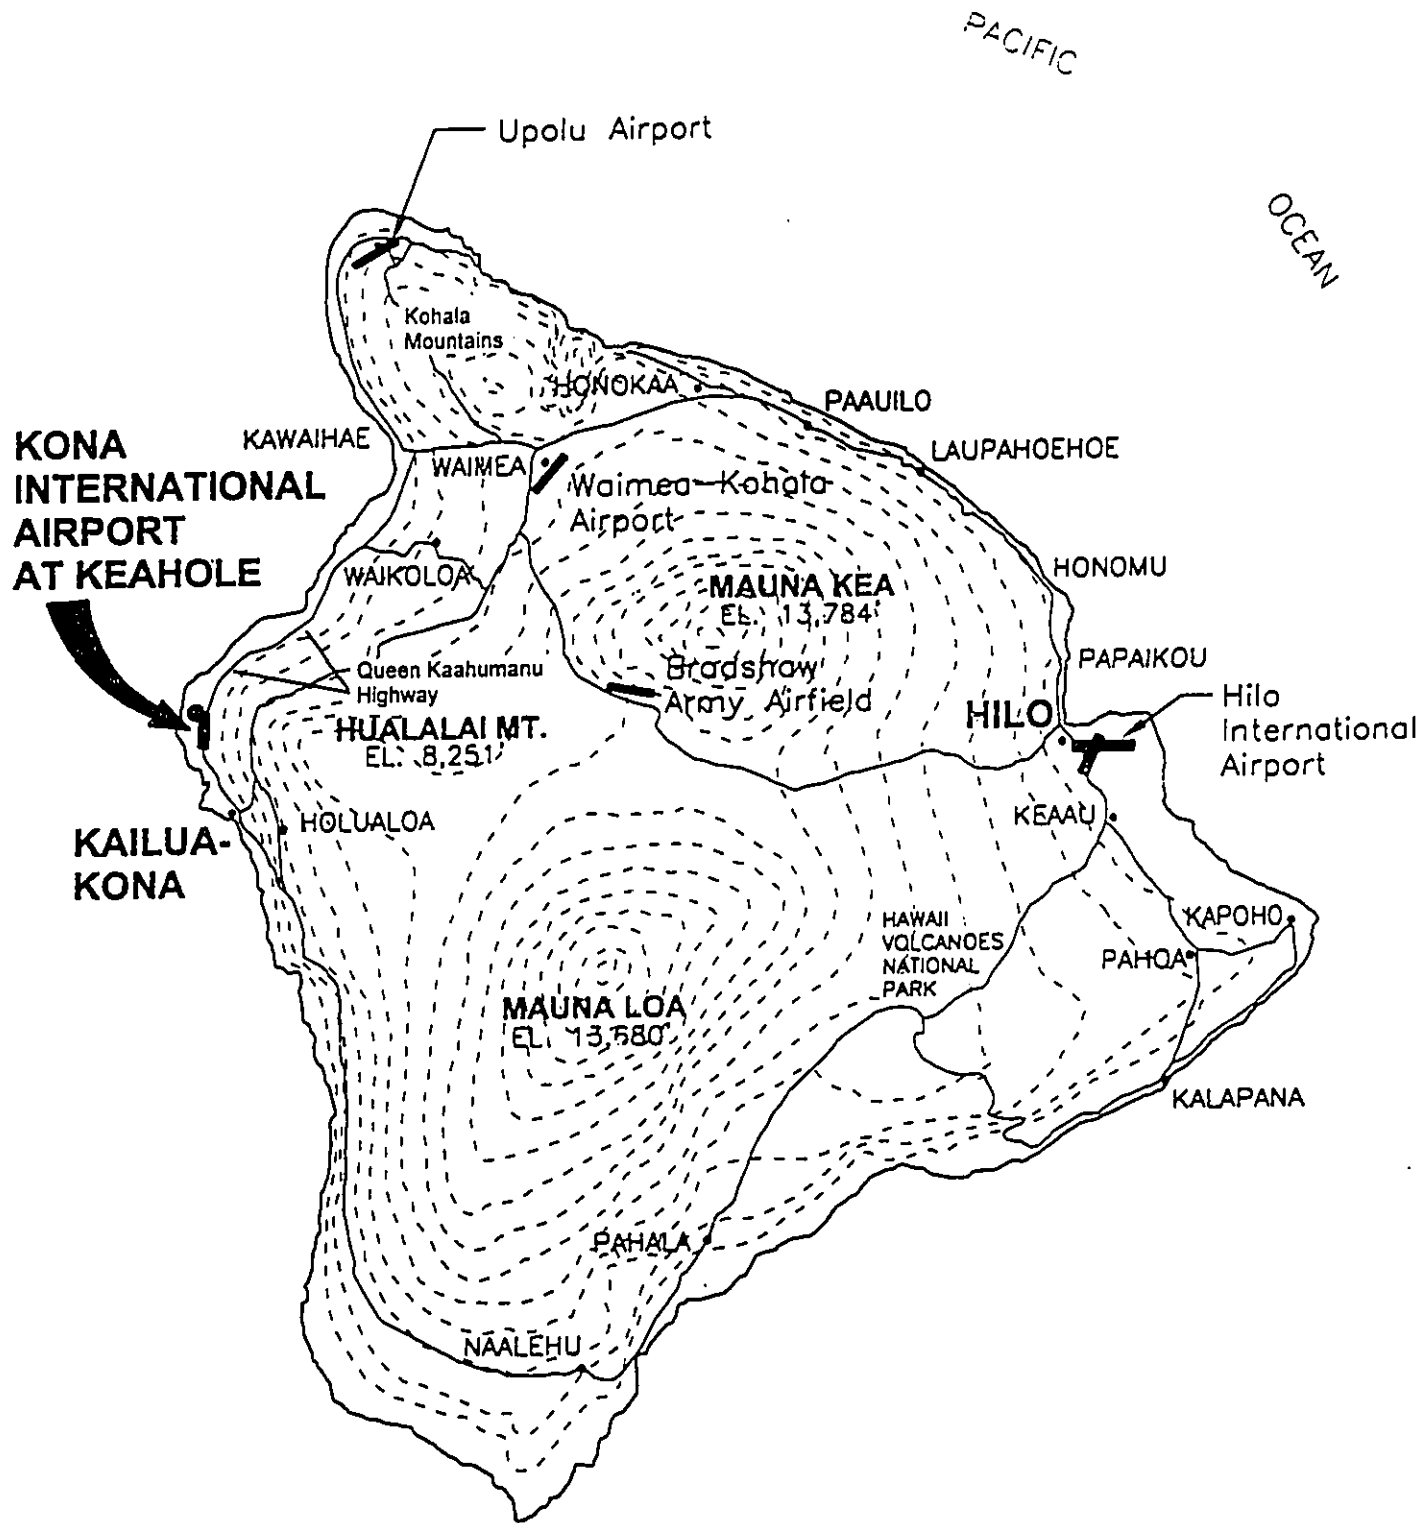 PACIFIC
OCEAN
Upolu Airport
Kohala
Mountains
HONOKAA
PAAUILO
KAWAIHAE
LAUPAHOEHOE
KONA
INTERNATIONAL
AIRPORT
AT KEAHOLE
WAIMEA
Waimea-Kohala
Airport
HONOMU
WAIKOLOA
MAUNA KEA
EL. 13,784
PAPAIKOU
Queen Kaahumanu
Highway
Bradshaw
Army Airfield
HILO
Hilo
International
Airport
HUALALAI MT.
EL. 8,251
KEAAU
HOLUALOA
KAILUA-
KONA
HAWAII
VOLCANOES
NATIONAL
PARK
KAPOHO
PAHOA
MAUNA LOA
EL. 13,680
KALAPANA
PAHALA
NAALEHU